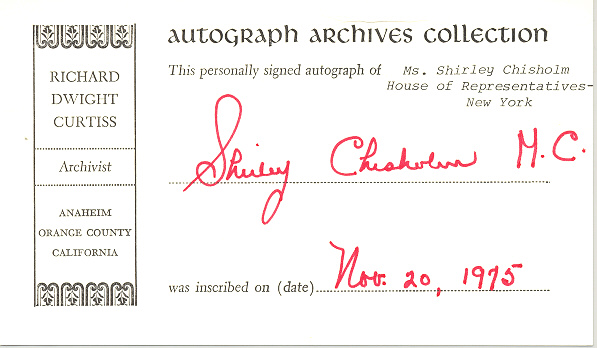 RICHARD
DWIGHT
CURTISS
Archivist
ANAHEIM
ORANGE COUNTY
CALIFORNIA
AUTOGRAPH ARCHIVES COLLECTION
This personally signed autograph of Ms. Shirley Chisholm
House of Representatives-
New York
Shirley Chisholm M.C.
was inscribed on (date) Nov. 20, 1975